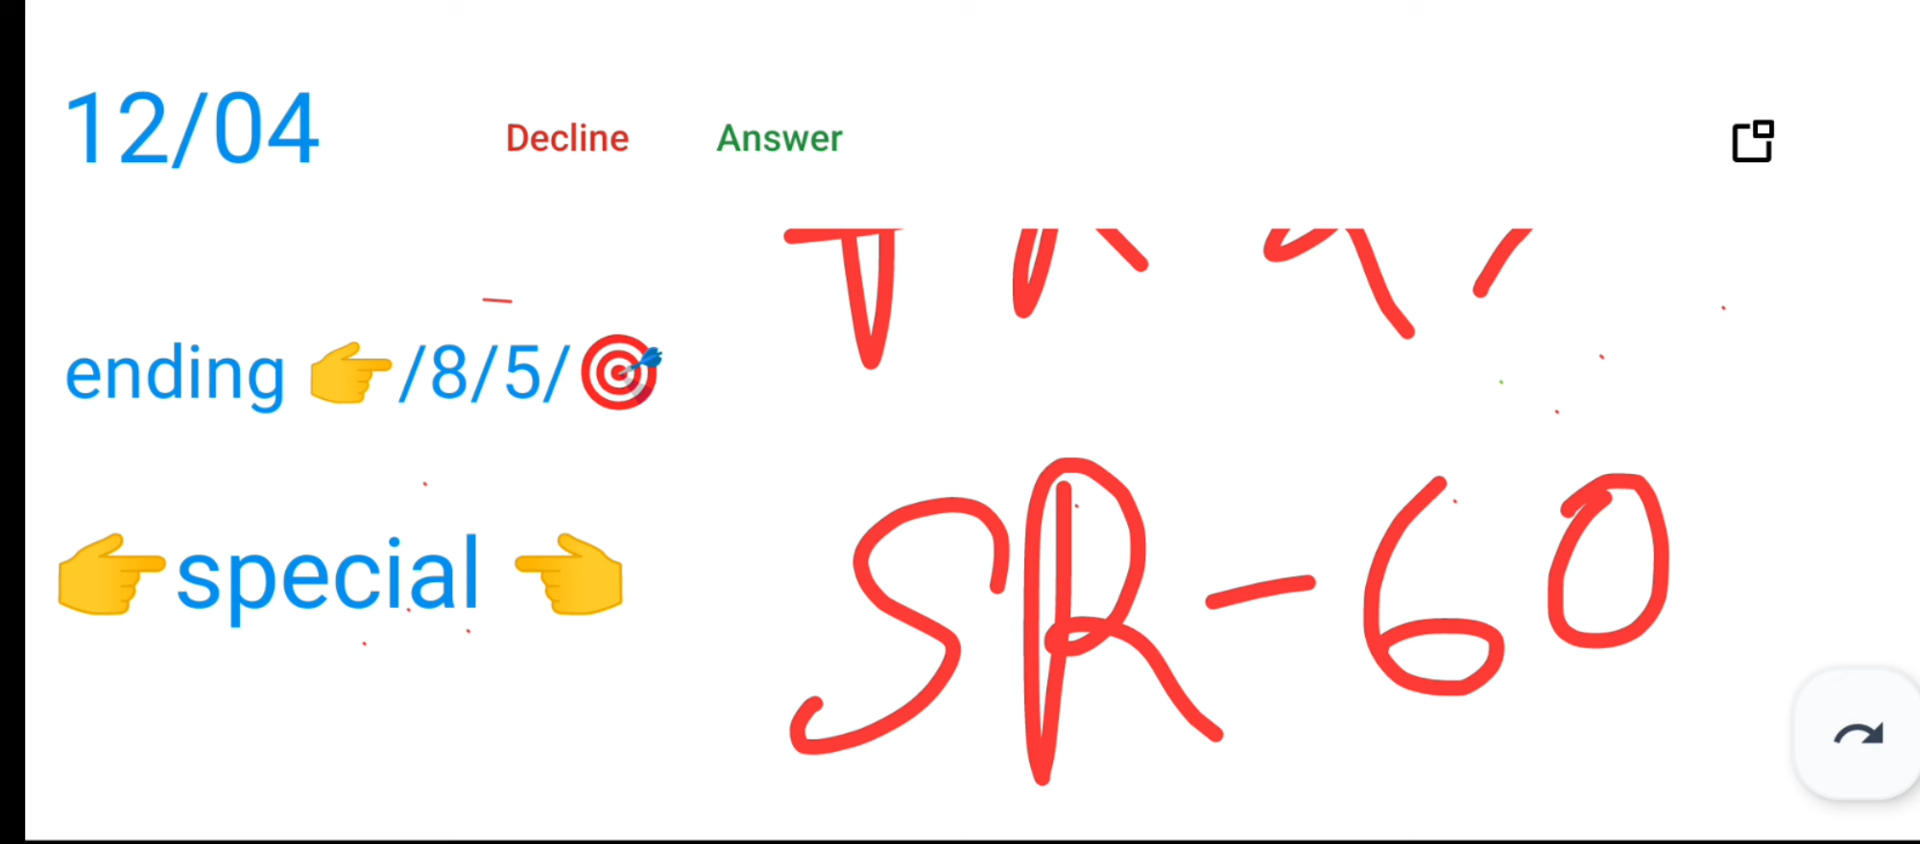 12/04
Decline Answer
ending 👉/8/5/🎯
👉special 👈
SR-60